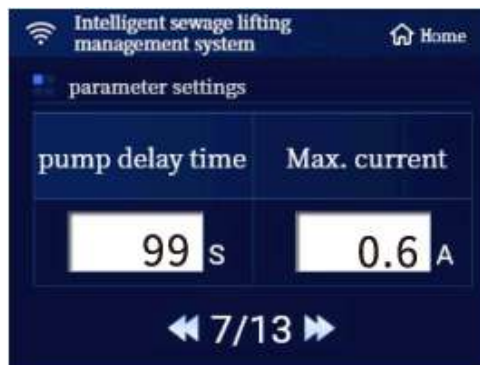 Intelligent sewage lifting
management system
Home
parameter settings
pump delay time
Max. current
99 S
0.6 A
7/13